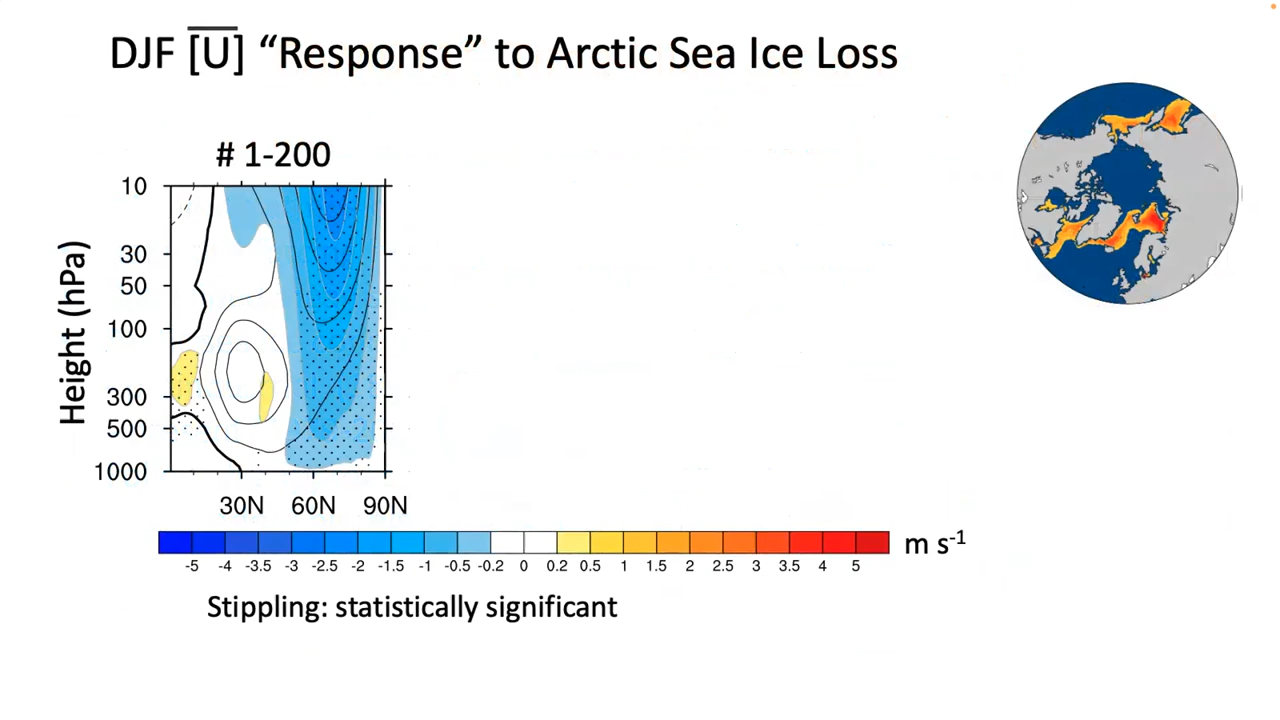 DJF [U] “Response” to Arctic Sea Ice Loss
# 1-200
Height (hPa)
10
30
50
100
300
500
1000
30N 60N 90N
-5 -4 -3.5 -3 -2.5 -2 -1.5 -1 -0.5 -0.2 0 0.2 0.5 1 1.5 2 2.5 3 3.5 4 5
m s-1
Stippling: statistically significant